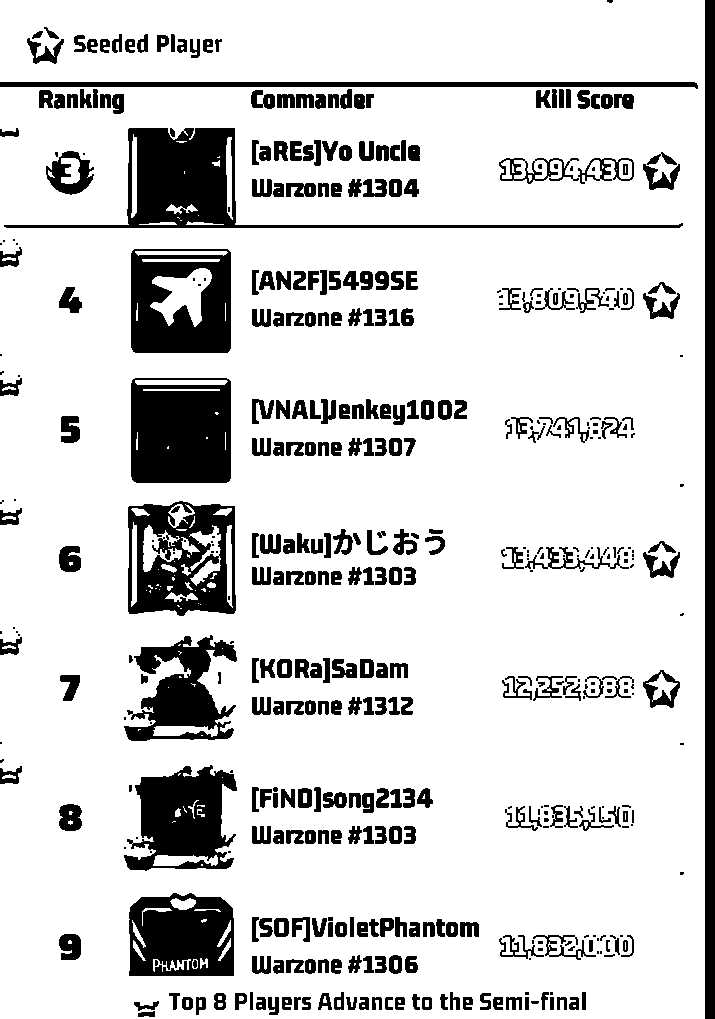 Seeded Player
Ranking Commander Kill Score
3 [aREs]Yo Uncle 13,994,430
Warzone #1304
4 [AN2F]5499SE 13,809,540
Warzone #1316
5 [VNAL]Jenkey1002 13,741,824
Warzone #1307
6 [Waku]かじおう 13,433,448
Warzone #1303
7 [KORa]SaDam 12,252,888
Warzone #1312
8 [FiND]song2134 11,835,150
Warzone #1303
9 [SOF]VioletPhantom 11,832,000
PHANTOM Warzone #1306
Top 8 Players Advance to the Semi-final